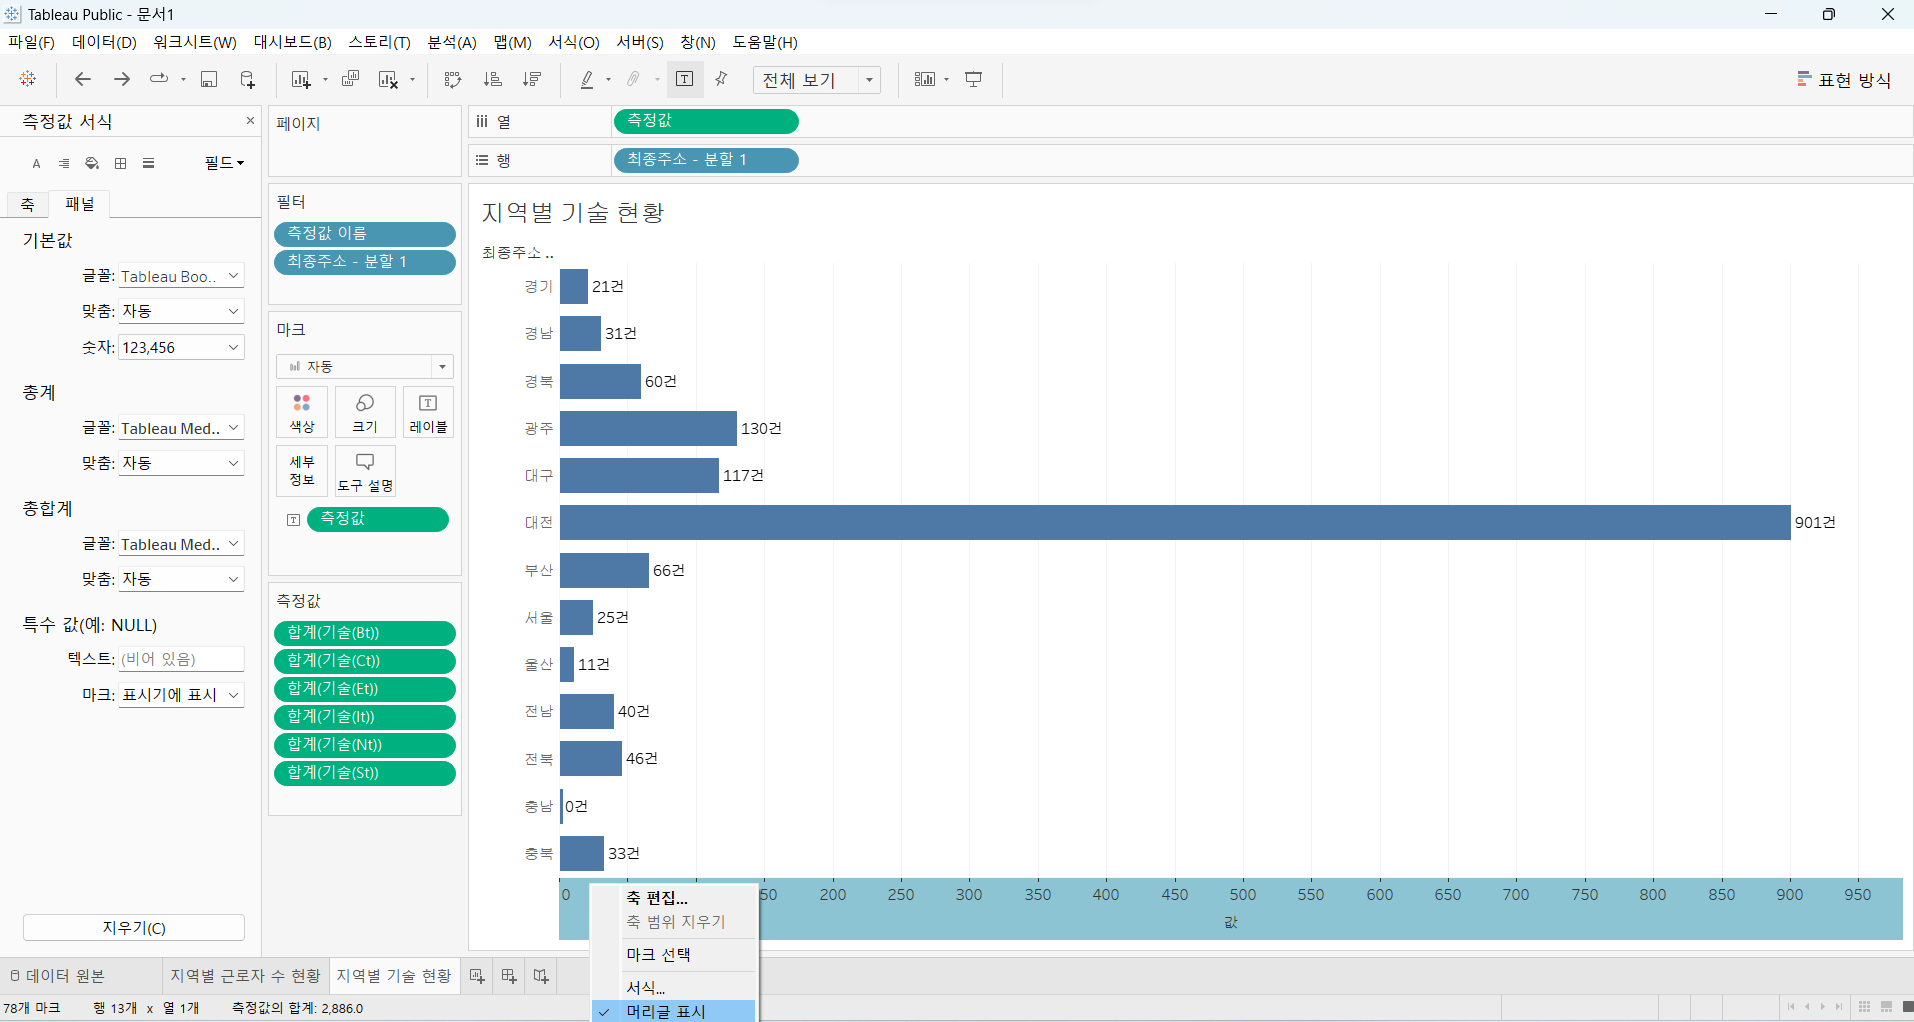 Tableau Public - 문서1
파일(F) 데이터(D) 워크시트(W) 대시보드(B) 스토리(T) 분석(A) 맵(M) 서식(O) 서버(S) 창(N) 도움말(H)
전체 보기
표현 방식
측정값 서식
필드
축 패널
기본값
글꼴: Tableau Boo..
맞춤: 자동
숫자: 123,456
총계
글꼴: Tableau Med..
맞춤: 자동
총합계
글꼴: Tableau Med..
맞춤: 자동
특수 값(예: NULL)
텍스트: (비어 있음)
마크: 표시기에 표시
지우기(C)
페이지
필터
측정값 이름
최종주소 - 분할 1
마크
자동
색상 크기 레이블
세부 정보 도구 설명
측정값
측정값
합계(기술(Bt))
합계(기술(Ct))
합계(기술(Et))
합계(기술(It))
합계(기술(Nt))
합계(기술(St))
열 측정값
행 최종주소 - 분할 1
지역별 기술 현황
최종주소 ..
경기 21건
경남 31건
경북 60건
광주 130건
대구 117건
대전 901건
부산 66건
서울 25건
울산 11건
전남 40건
전북 46건
충남 0건
충북 33건
0 50 200 250 300 350 400 450 500 550 600 650 700 750 800 850 900 950
값
축 편집...
축 범위 지우기
마크 선택
서식...
✓ 머리글 표시
데이터 원본 지역별 근로자 수 현황 지역별 기술 현황
78개 마크 행 13개 x 열 1개 측정값의 합계: 2,886.0